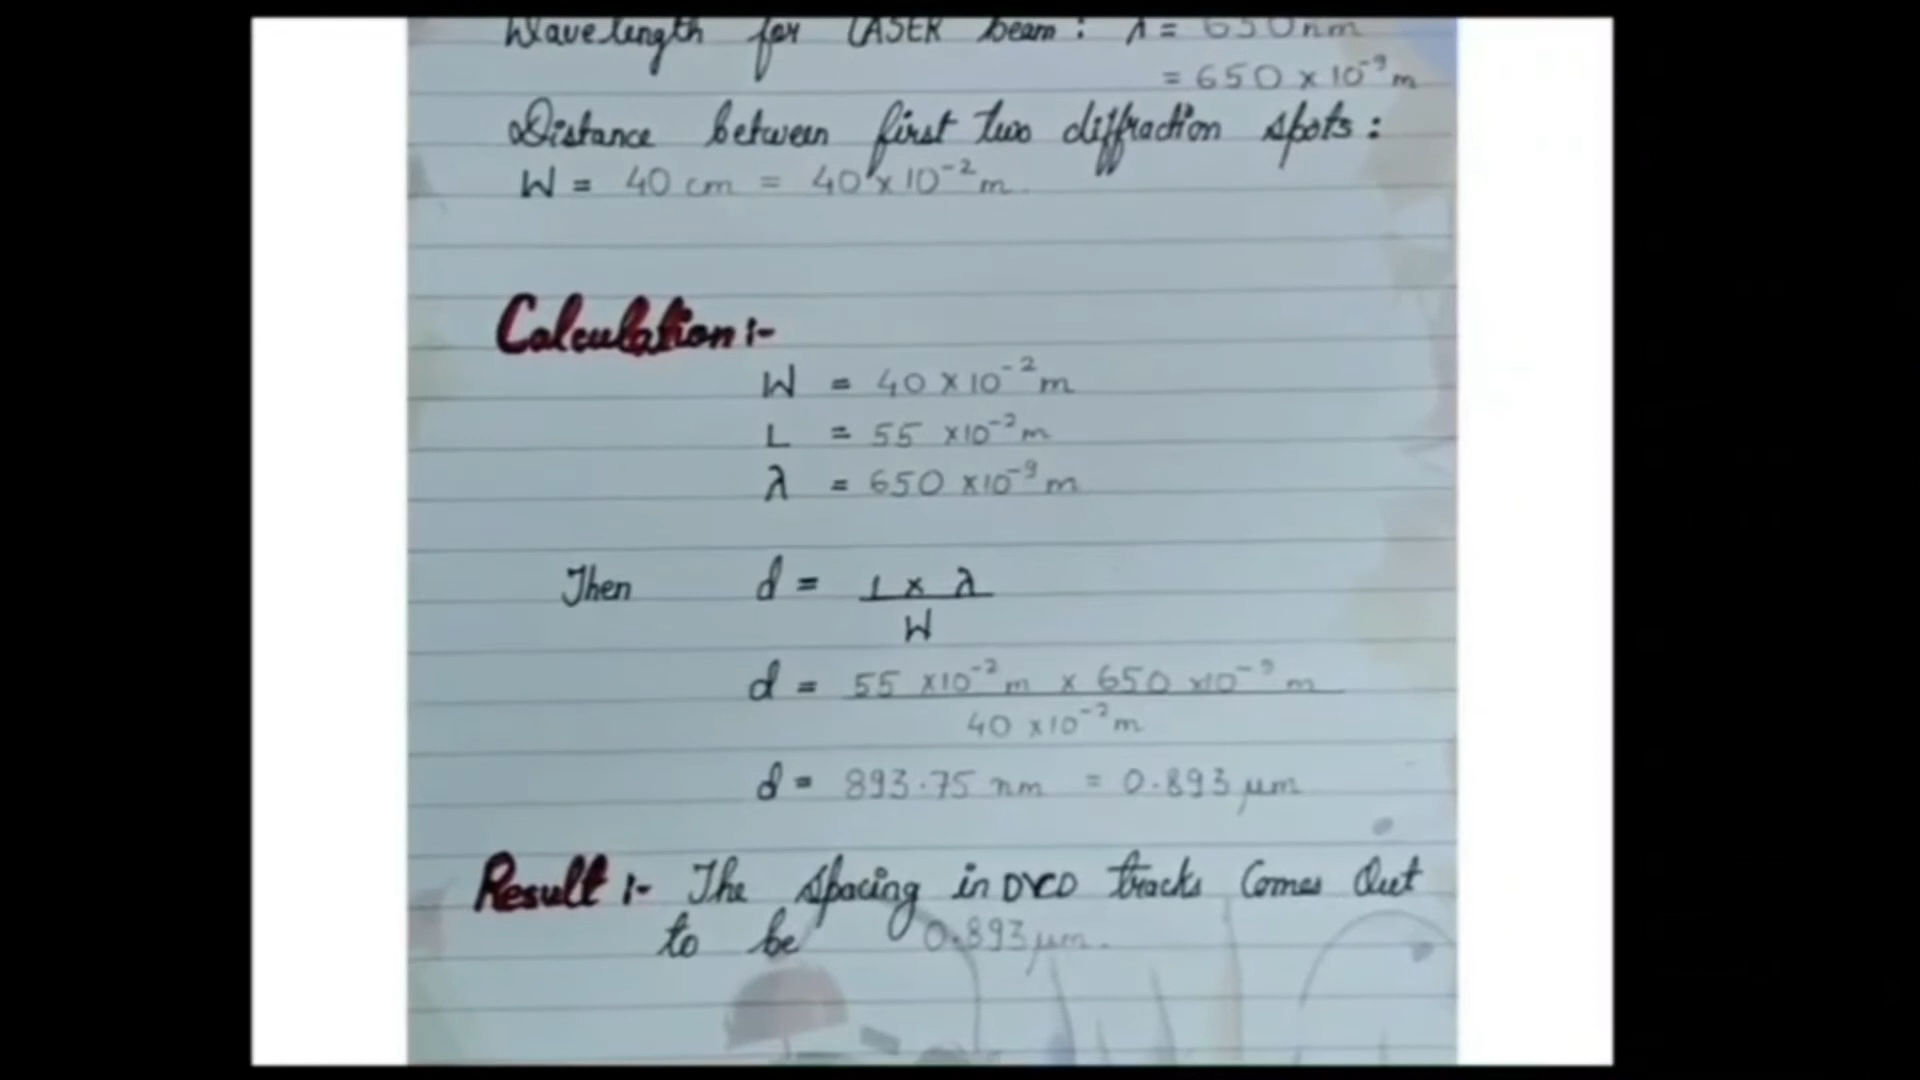 Wavelength for LASER beam: λ = 650nm
= 650 × 10⁻⁹ m
Distance between first two diffraction spots:
W = 40 cm = 40 × 10⁻² m.
Calculation :-
W = 40 × 10⁻² m
L = 55 × 10⁻² m
λ = 650 × 10⁻⁹ m
Then d = L × λ
W
d = 55 × 10⁻² m × 650 × 10⁻⁹ m
40 × 10⁻² m
d = 893.75 nm = 0.893 μm
Result :- The spacing in DVD tracks Comes Out
to be 0.893 μm.